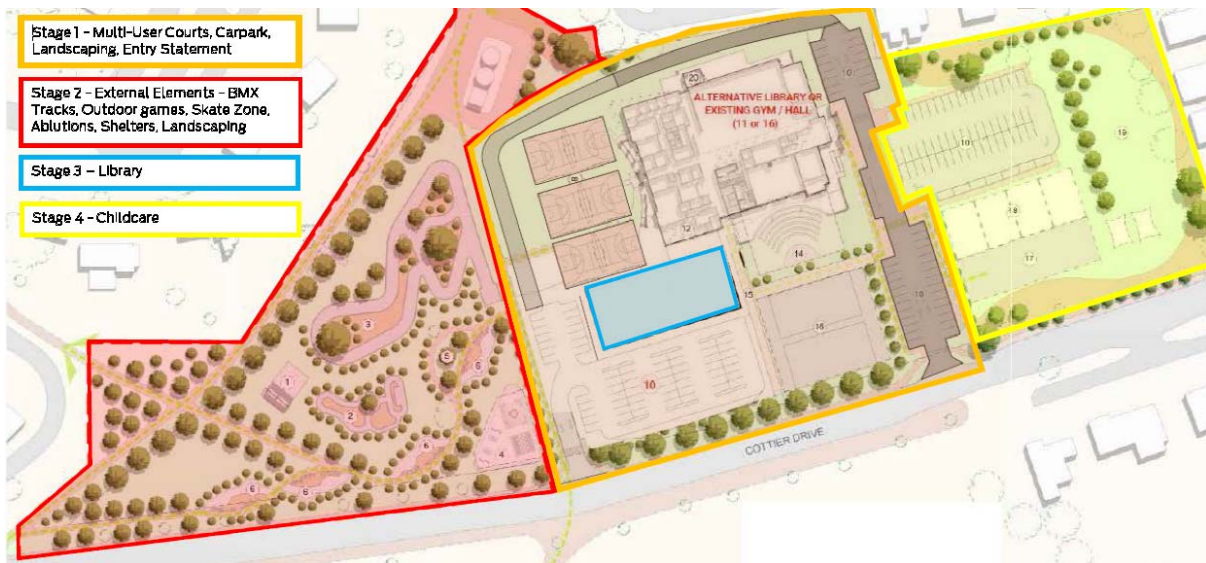 Stage 1 - Multi-User Courts, Carpark,
Landscaping, Entry Statement
Stage 2 - External Elements - BMX
Tracks, Outdoor games, Skate Zone,
Ablutions, Shelters, Landscaping
Stage 3 – Library
Stage 4 - Childcare
20
10
ALTERNATIVE LIBRARY OR
EXISTING GYM / HALL
(11 or 16)
10
19
8
18
12
14
17
15
10
3
16
5
6
10
1
2
6
4
6
6
COTTIER DRIVE